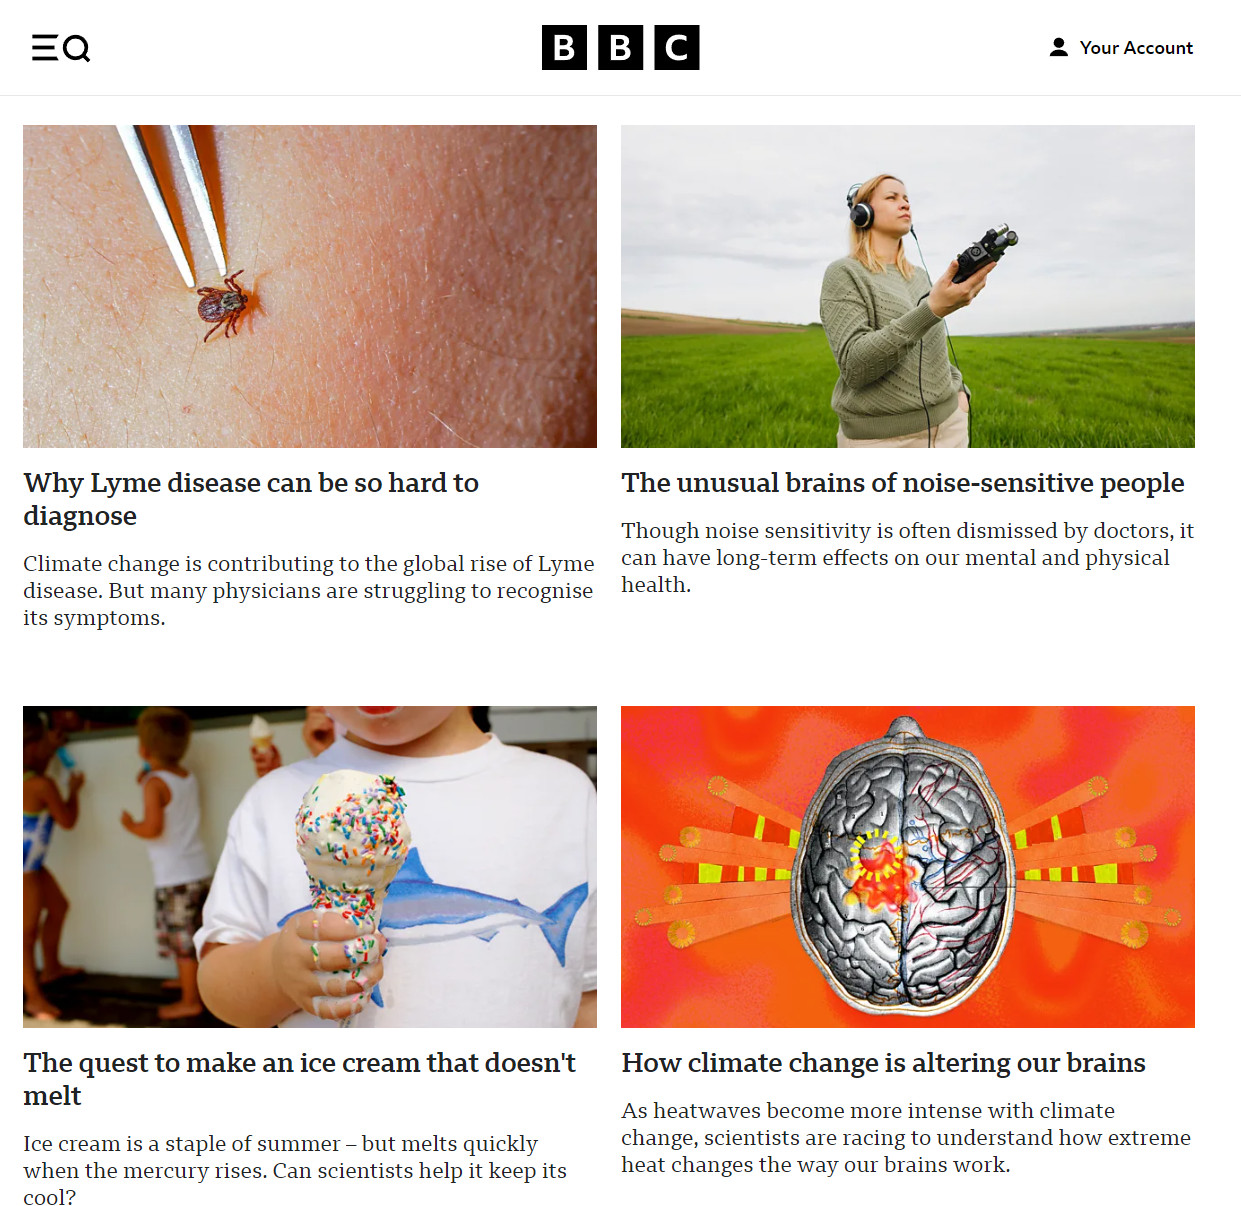 BBC
Your Account
Why Lyme disease can be so hard to
diagnose
Climate change is contributing to the global rise of Lyme
disease. But many physicians are struggling to recognise
its symptoms.
The unusual brains of noise-sensitive people
Though noise sensitivity is often dismissed by doctors, it
can have long-term effects on our mental and physical
health.
The quest to make an ice cream that doesn't
melt
Ice cream is a staple of summer – but melts quickly
when the mercury rises. Can scientists help it keep its
cool?
How climate change is altering our brains
As heatwaves become more intense with climate
change, scientists are racing to understand how extreme
heat changes the way our brains work.